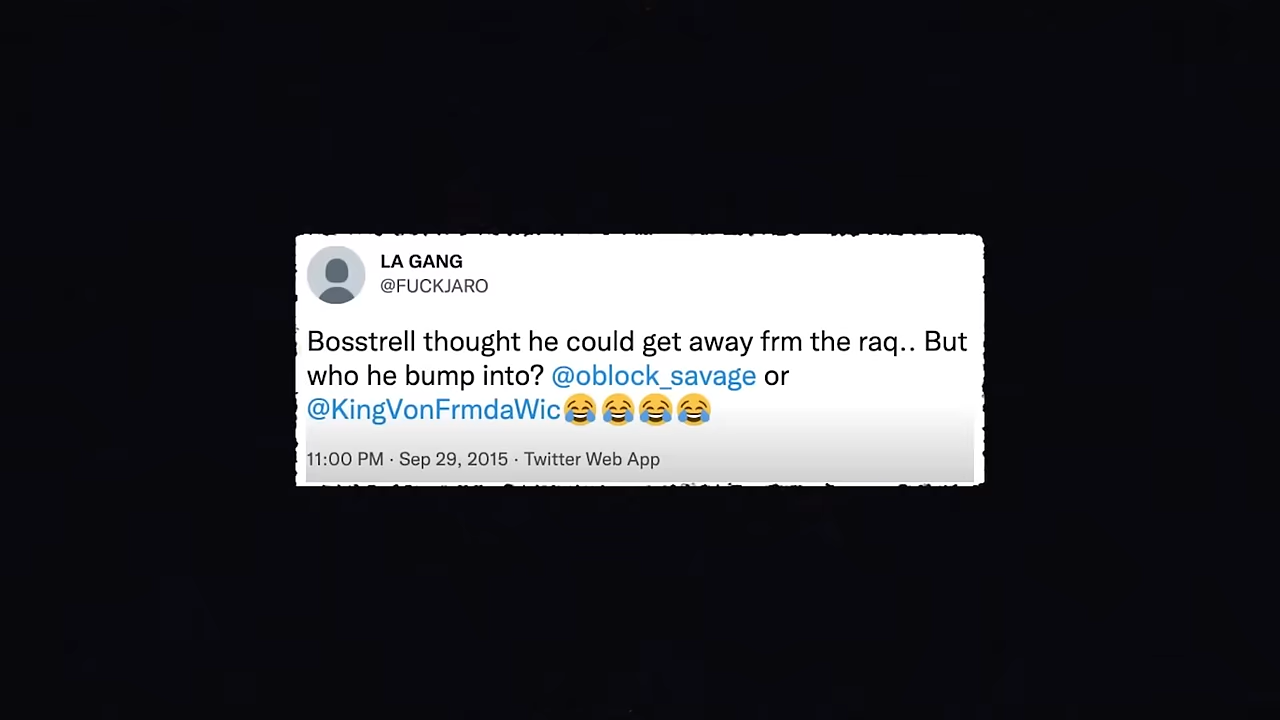 LA GANG
@FUCKJARO
Bosstrell thought he could get away frm the raq.. But
who he bump into? @oblock_savage or
@KingVonFrmdaWic😂😂😂😂
11:00 PM · Sep 29, 2015 · Twitter Web App